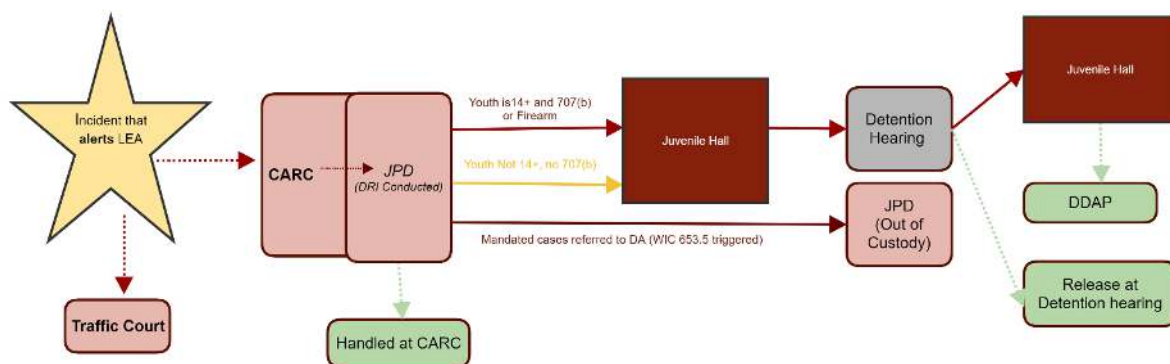 Incident that
alerts LEA
Traffic Court
CARC
JPD
(DRI Conducted)
Handled at CARC
Youth is14+ and 707(b)
or Firearm
Youth Not 14+, no 707(b)
Mandated cases referred to DA (WIC 653.5 triggered)
Juvenile Hall
Detention
Hearing
JPD
(Out of
Custody)
Juvenile Hall
DDAP
Release at
Detention hearing